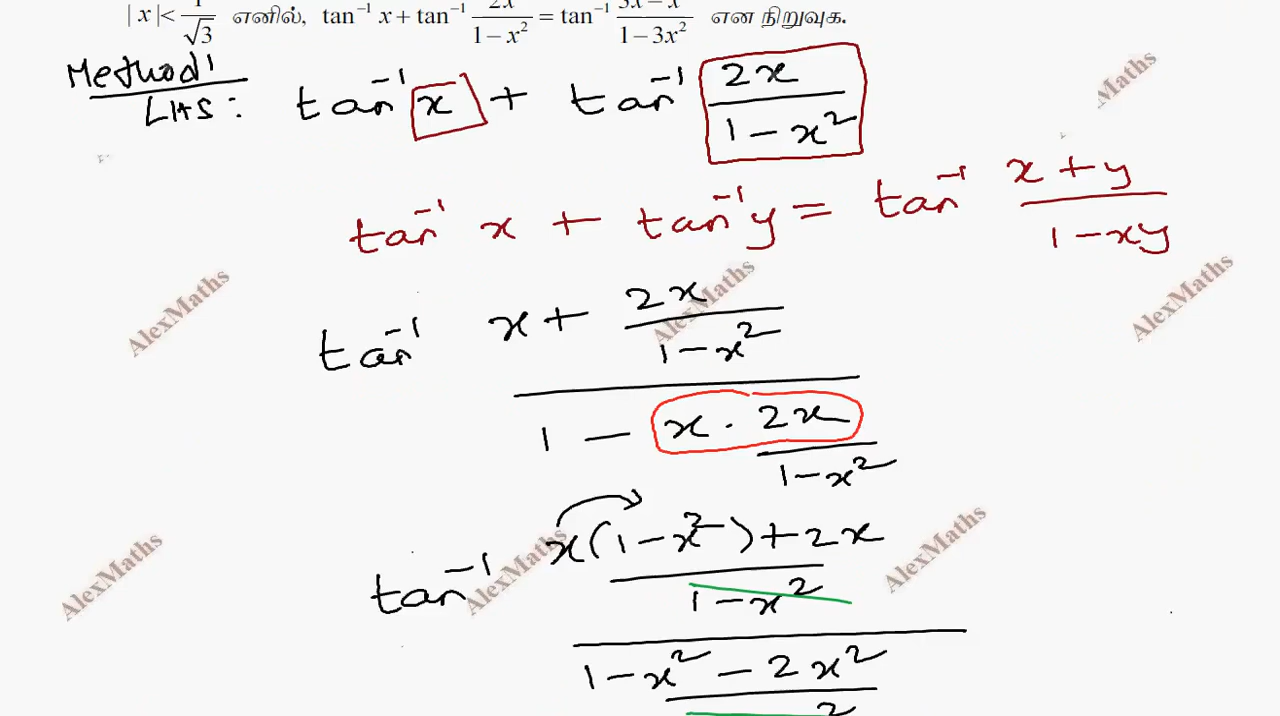 |x|< 1/√3 எனில், tan⁻¹ x + tan⁻¹ 2x/(1−x²) = tan⁻¹ (3x−x³)/(1−3x²) என நிறுவுக.
Method 1
LHS: tan⁻¹ x + tan⁻¹ 2x/(1−x²)
AlexMaths
tan⁻¹ x + tan⁻¹ y = tan⁻¹ (x+y)/(1−xy)
AlexMaths
AlexMaths
AlexMaths
tan⁻¹ (x + 2x/(1−x²))/(1 − x · 2x/(1−x²))
AlexMaths
AlexMaths
AlexMaths
tan⁻¹ (x(1−x²)+2x)/(1−x²)
1−x² − 2x²